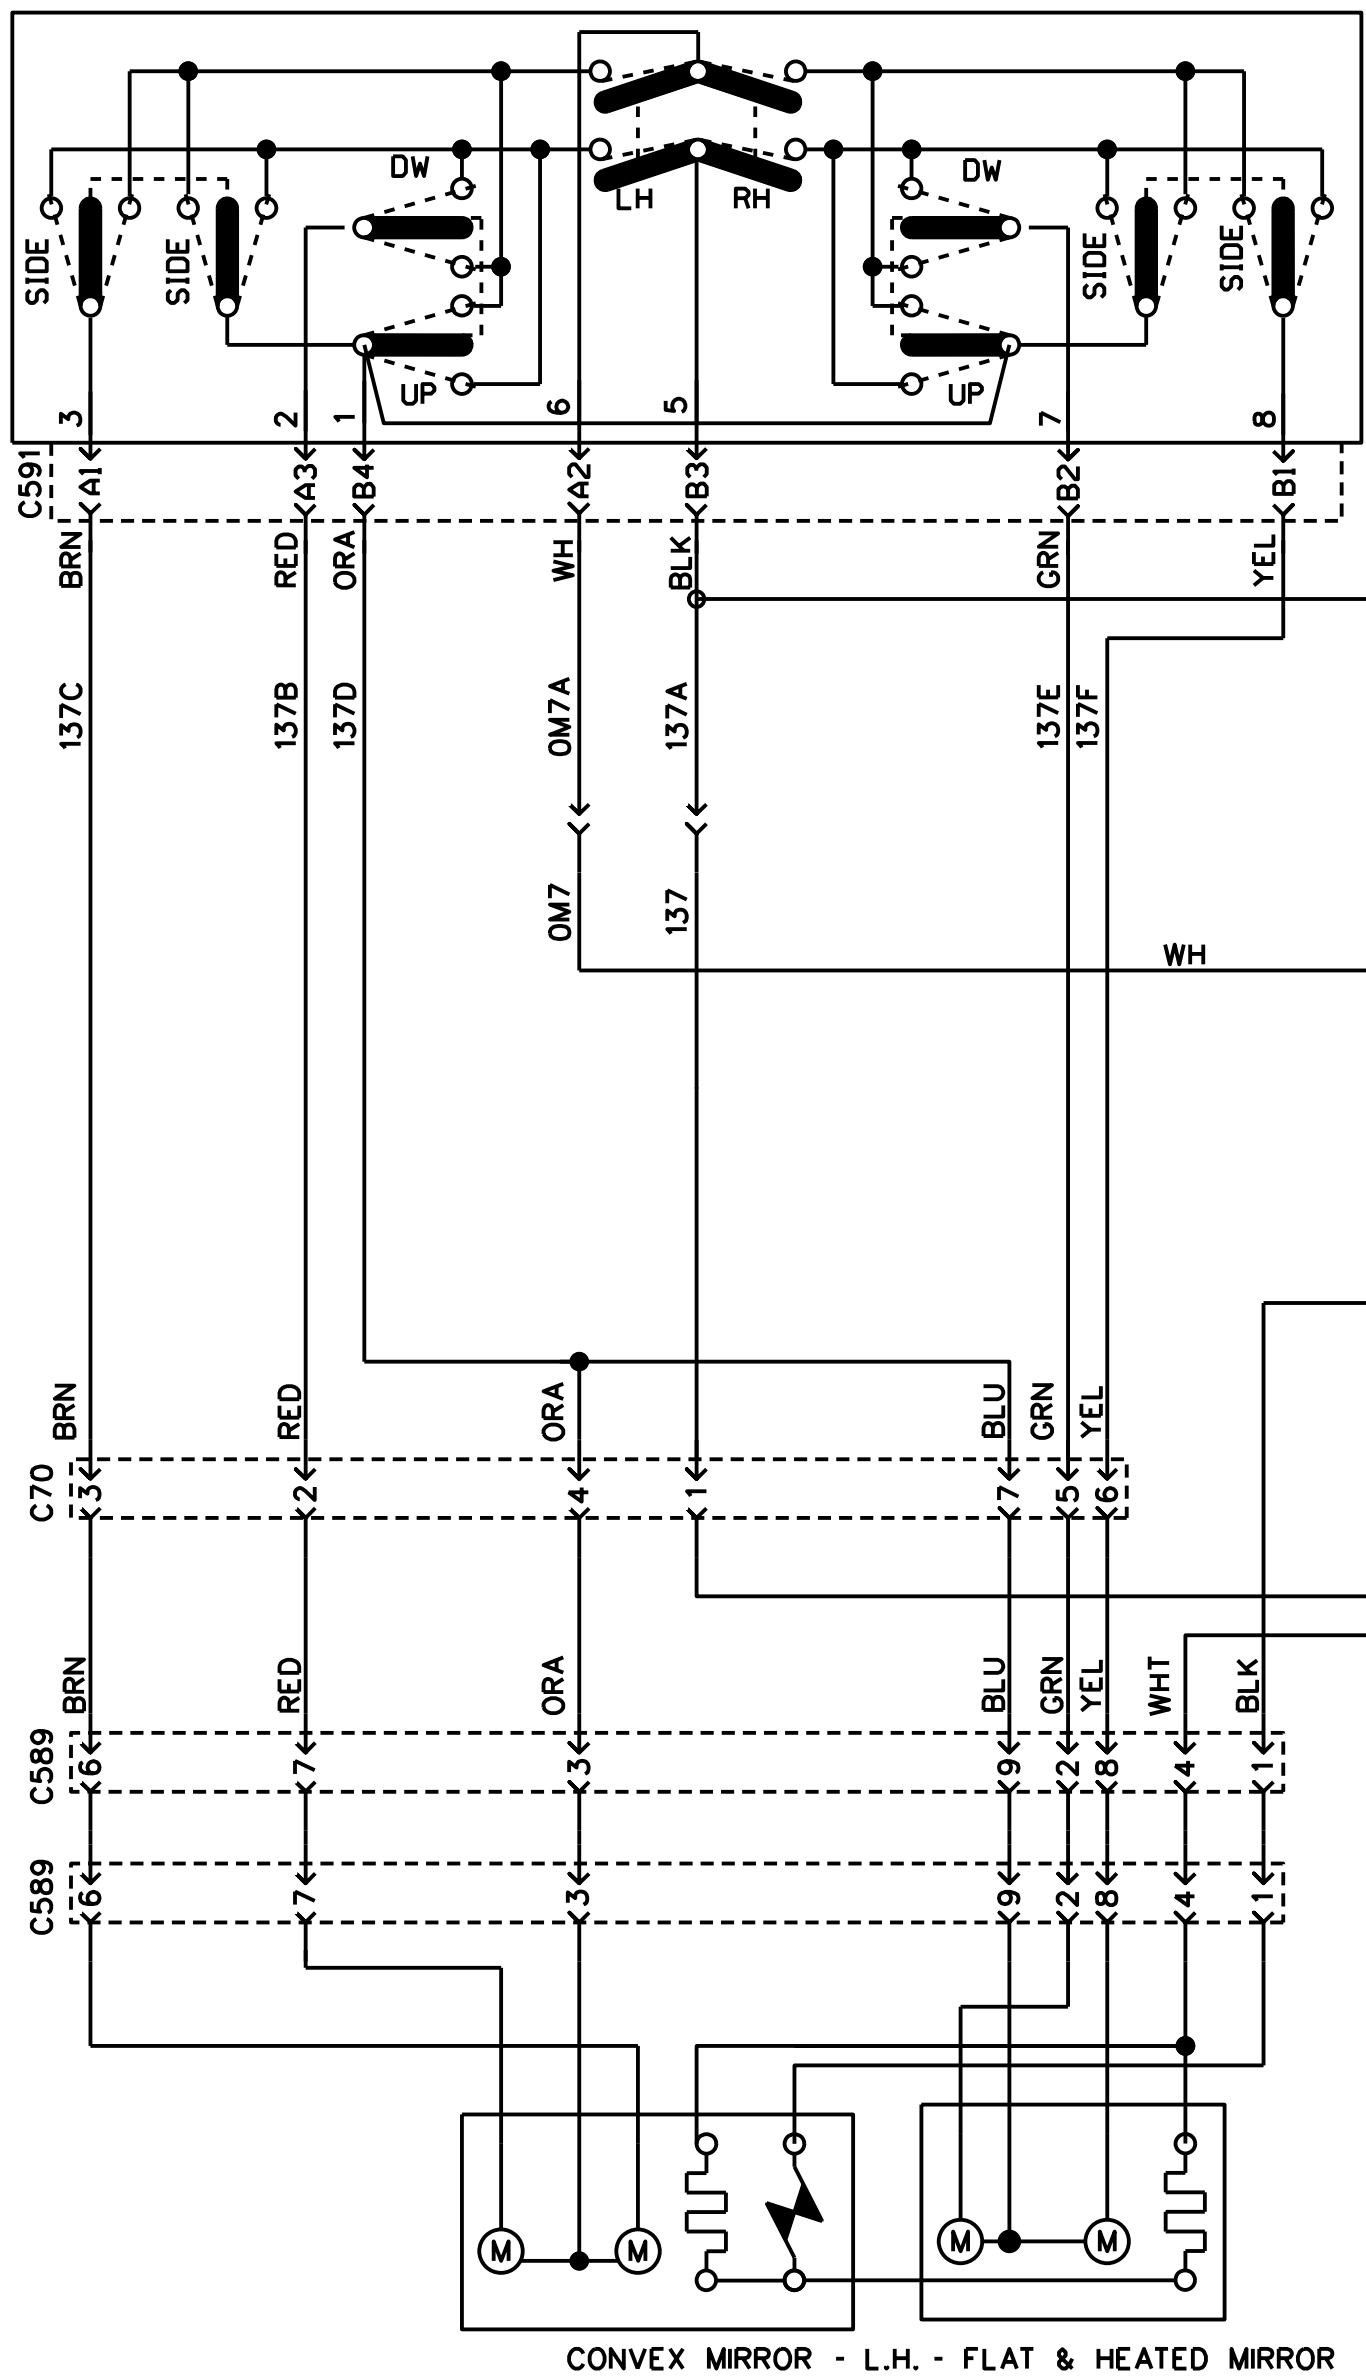 DW
DW
LH RH
SIDE SIDE SIDE SIDE
UP UP
3 2 1 6 5 7 8
C591 A1 A3 B4 A2 B3 B2 B1
BRN RED ORA WH BLK GRN YEL
137C 137B 137D 0M7A 137A 137E 137F
0M7 137
WH
BRN RED ORA BLU GRN YEL
C70 3 2 4 1 7 5 6
BRN RED ORA BLU GRN YEL WHT BLK
C589 6 7 3 9 2 8 4 1
C589 6 7 3 9 2 8 4 1
M M M M
CONVEX MIRROR - L.H. - FLAT & HEATED MIRROR